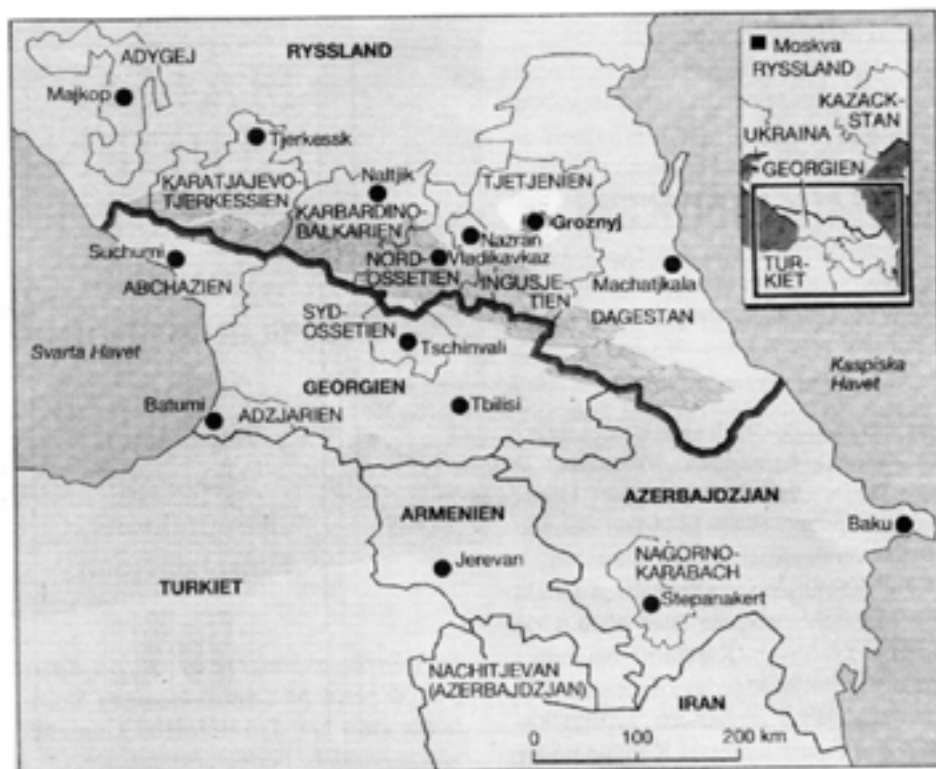 RYSSLAND
ADYGEJ
Majkop
Tjerkessk
KARATJAJEVO-
TJERKESSIEN
Naltjik
KARBARDINO-
BALKARIEN
TJETJENIEN
Groznyj
Nazran
Vladikavkaz
NORD-
OSSETIEN
INGUSJE-
TIEN
Machatjkala
DAGESTAN
Suchumi
ABCHAZIEN
SYD-
OSSETIEN
Tschinvali
Svarta Havet
GEORGIEN
Tbilisi
Batumi
ADZJARIEN
Kaspiska
Havet
AZERBAJDZJAN
Baku
ARMENIEN
Jerevan
NAGORNO-
KARABACH
Stepanakert
TURKIET
NACHITJEVAN
(AZERBAJDZJAN)
IRAN
0 100 200 km
Moskva
RYSSLAND
KAZACK-
STAN
UKRAINA
GEORGIEN
TUR-
KIET